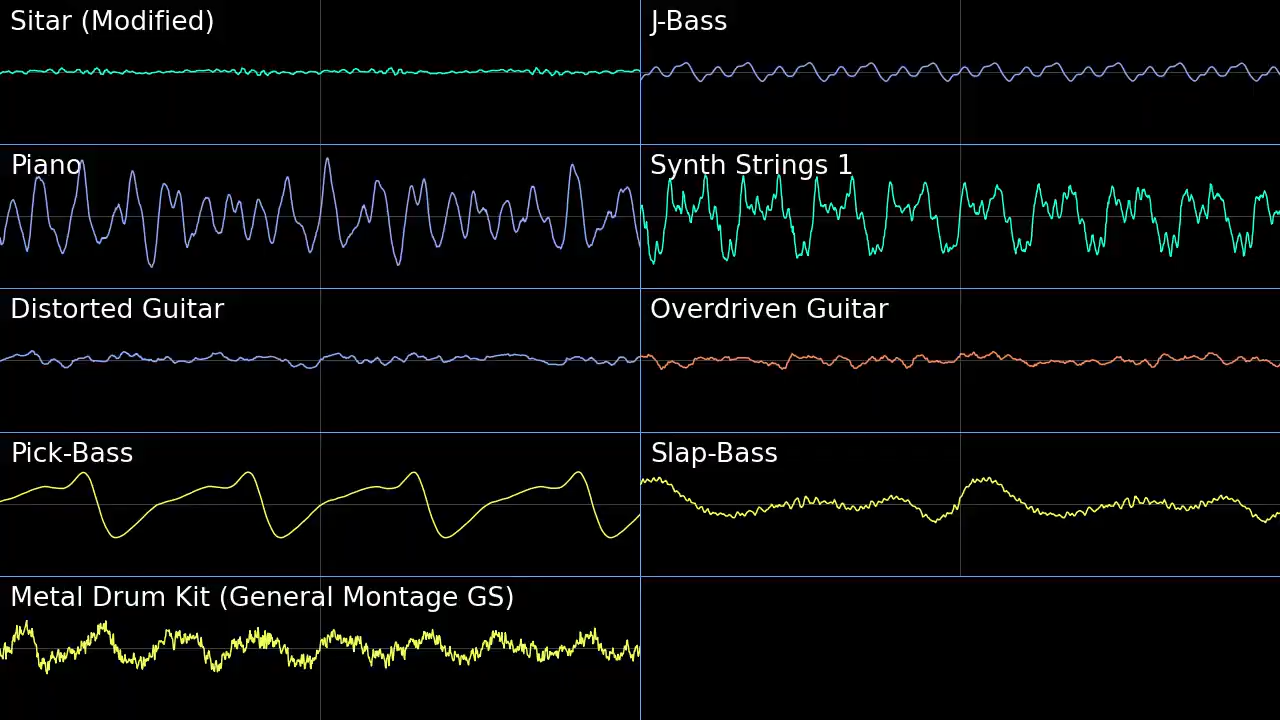 Sitar (Modified)
J-Bass
Piano
Synth Strings 1
Distorted Guitar
Overdriven Guitar
Pick-Bass
Slap-Bass
Metal Drum Kit (General Montage GS)